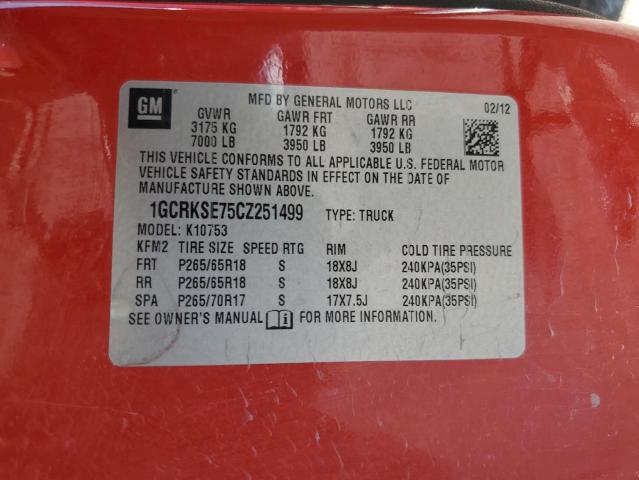 GM
MFD BY GENERAL MOTORS LLC 02/12
GVWR GAWR FRT GAWR RR
3175 KG 1792 KG 1792 KG
7000 LB 3950 LB 3950 LB
THIS VEHICLE CONFORMS TO ALL APPLICABLE U.S. FEDERAL MOTOR
VEHICLE SAFETY STANDARDS IN EFFECT ON THE DATE OF
MANUFACTURE SHOWN ABOVE.
1GCRKSE75CZ251499 TYPE: TRUCK
MODEL: K10753
KFM2 TIRE SIZE SPEED RTG RIM COLD TIRE PRESSURE
FRT P265/65R18 S 18X8J 240KPA(35PSI)
RR P265/65R18 S 18X8J 240KPA(35PSI)
SPA P265/70R17 S 17X7.5J 240KPA(35PSI)
SEE OWNER'S MANUAL FOR MORE INFORMATION.